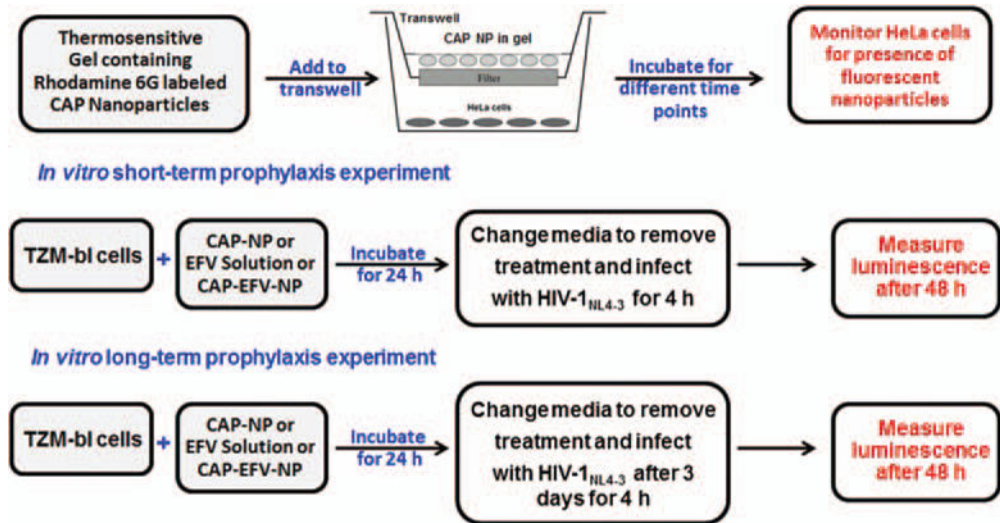 Thermosensitive
Gel containing
Rhodamine 6G labeled
CAP Nanoparticles
Add to
transwell
Transwell
CAP NP in gel
Filter
HeLa cells
Incubate for
different time
points
Monitor HeLa cells
for presence of
fluorescent
nanoparticles
In vitro short-term prophylaxis experiment
TZM-bl cells
+
CAP-NP or
EFV Solution or
CAP-EFV-NP
Incubate
for 24 h
Change media to remove
treatment and infect
with HIV-1NL4-3 for 4 h
Measure
luminescence
after 48 h
In vitro long-term prophylaxis experiment
TZM-bl cells
+
CAP-NP or
EFV Solution or
CAP-EFV-NP
Incubate
for 24 h
Change media to remove
treatment and infect
with HIV-1NL4-3 after 3
days for 4 h
Measure
luminescence
after 48 h